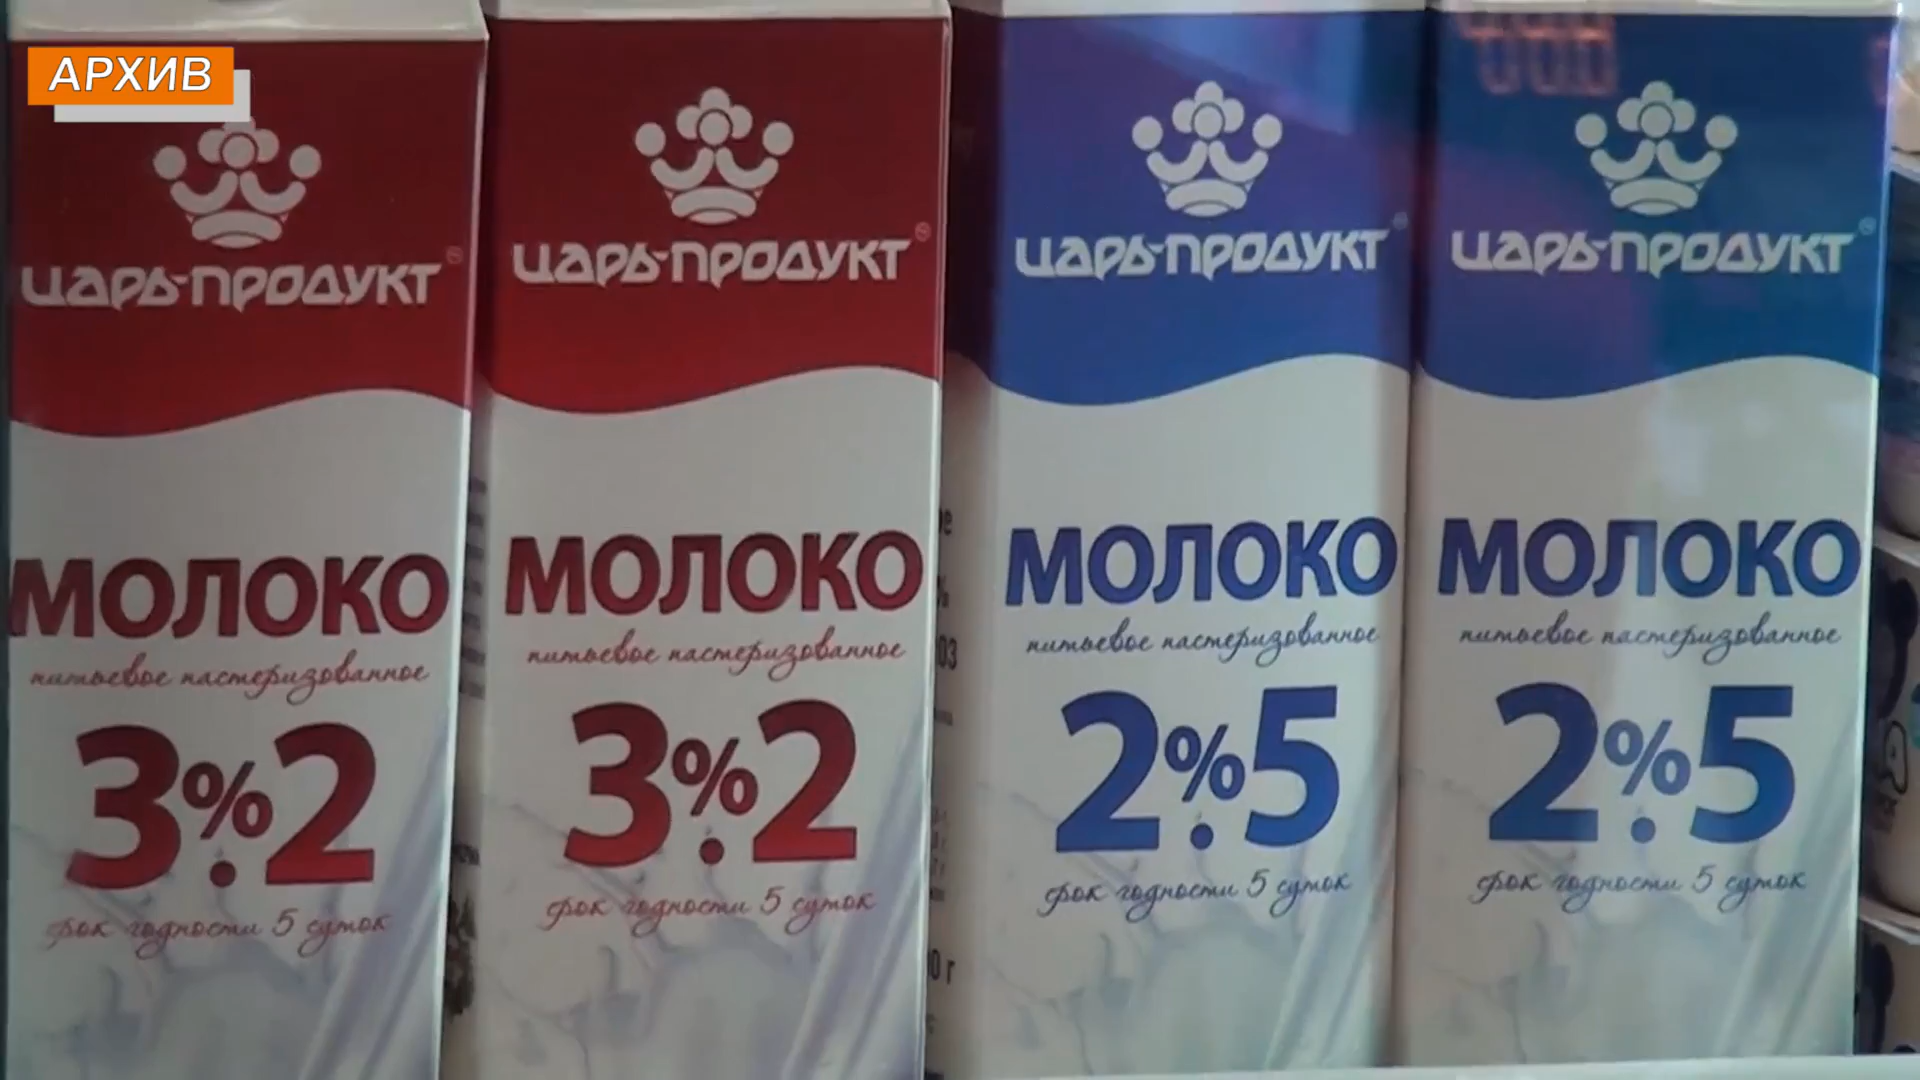 АРХИВ
ЦАРЬ-ПРОДУКТ®
МОЛОКО
питьевое пастеризованное
3.2%
срок годности 5 суток
ЦАРЬ-ПРОДУКТ®
МОЛОКО
питьевое пастеризованное
3.2%
срок годности 5 суток
ЦАРЬ-ПРОДУКТ®
МОЛОКО
питьевое пастеризованное
2.5%
срок годности 5 суток
ЦАРЬ-ПРОДУКТ®
МОЛОКО
питьевое пастеризованное
2.5%
срок годности 5 суток